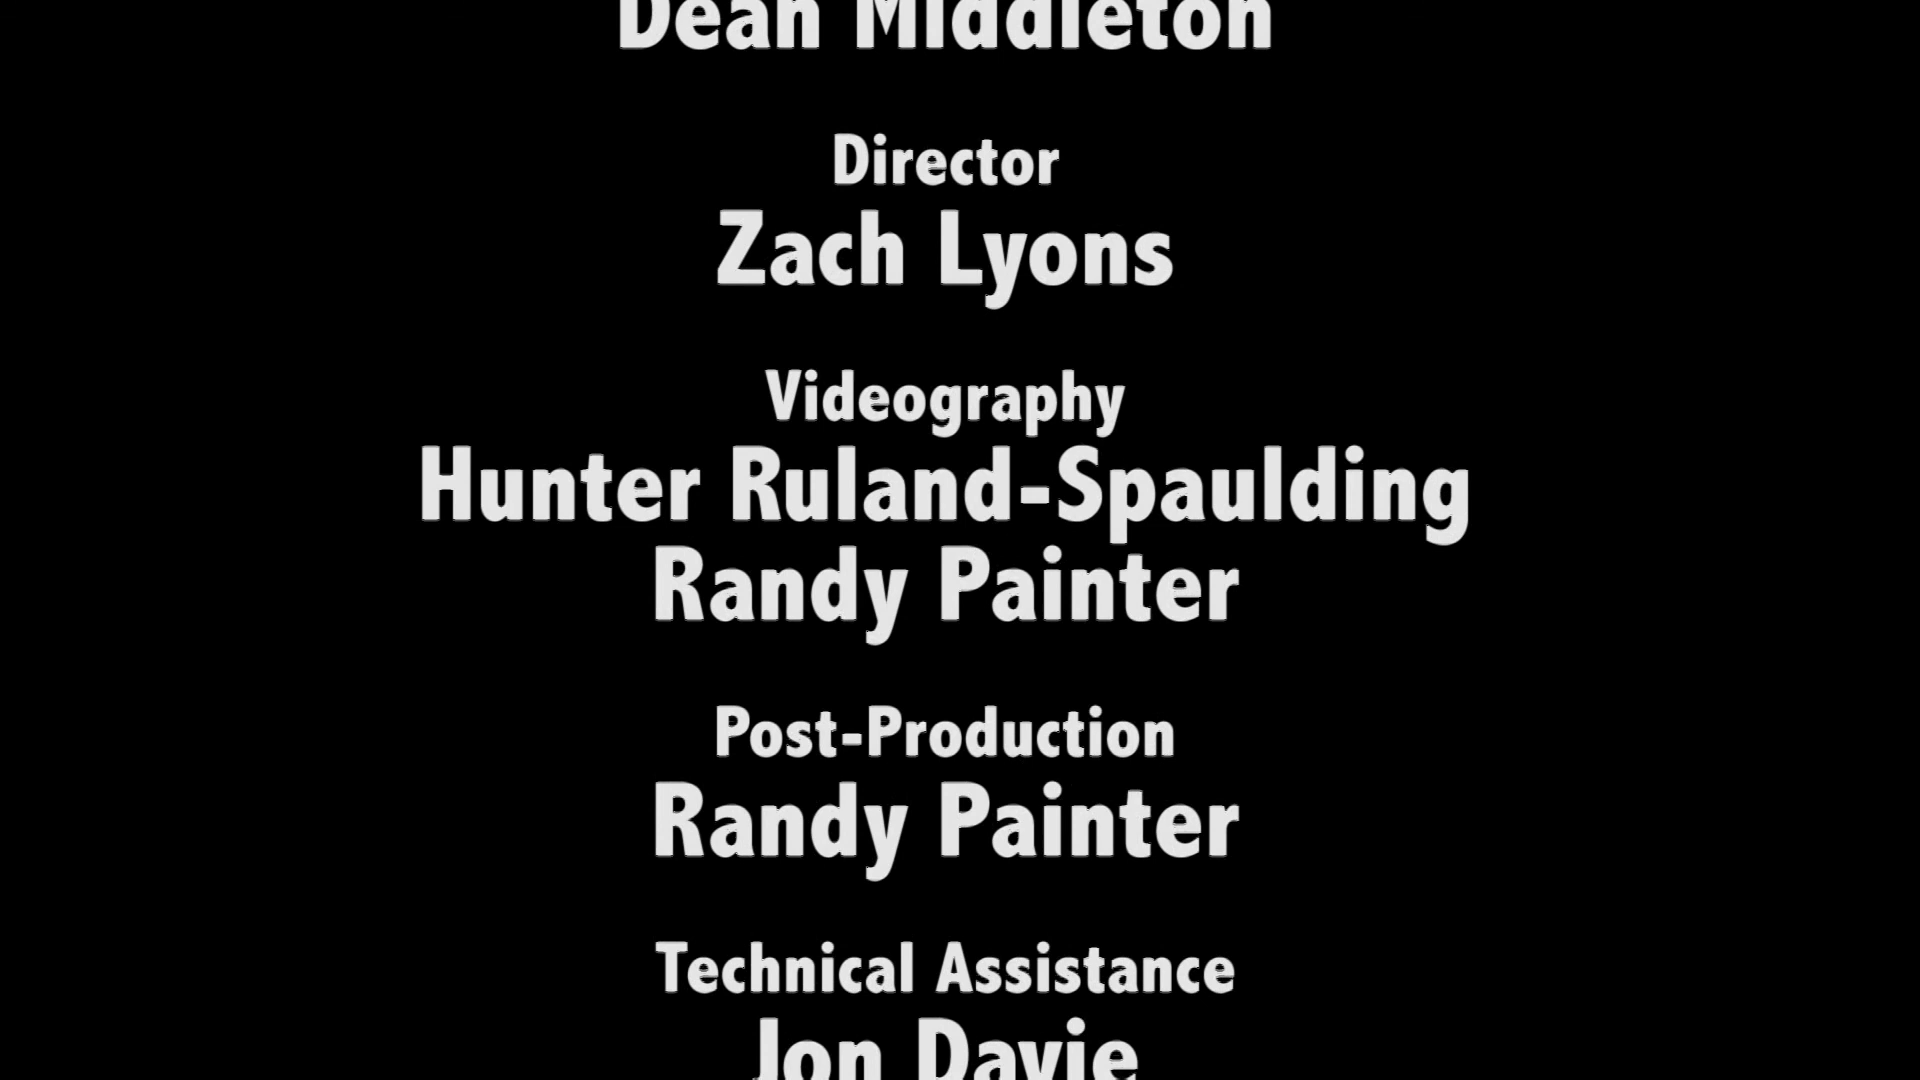 Dean Middleton
Director
Zach Lyons
Videography
Hunter Ruland-Spaulding
Randy Painter
Post-Production
Randy Painter
Technical Assistance
Jon Davie